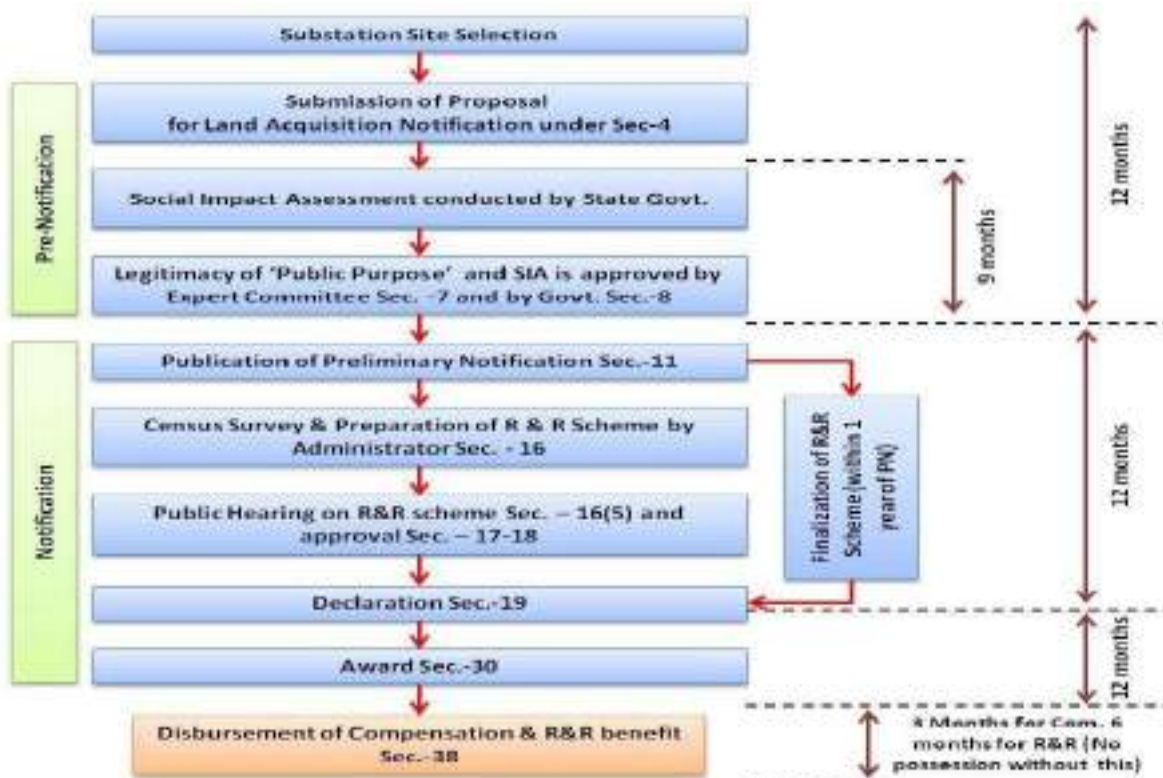 Substation Site Selection
Submission of Proposal
for Land Acquisition Notification under Sec-4
Social Impact Assessment conducted by State Govt.
Legitimacy of 'Public Purpose' and SIA is approved by
Expert Committee Sec. -7 and by Govt. Sec.-8
Pre-Notification
9 months
12 months
Publication of Preliminary Notification Sec.-11
Census Survey & Preparation of R & R Scheme by
Administrator Sec. - 16
Public Hearing on R&R scheme Sec. – 16(5) and
approval Sec. – 17-18
Declaration Sec.-19
Award Sec.-30
Notification
Finalization of R&R
Scheme (within 1
year of PN)
12 months
12 months
Disbursement of Compensation & R&R benefit
Sec.-38
3 Months for Com. 6
months for R&R (No
possession without this)